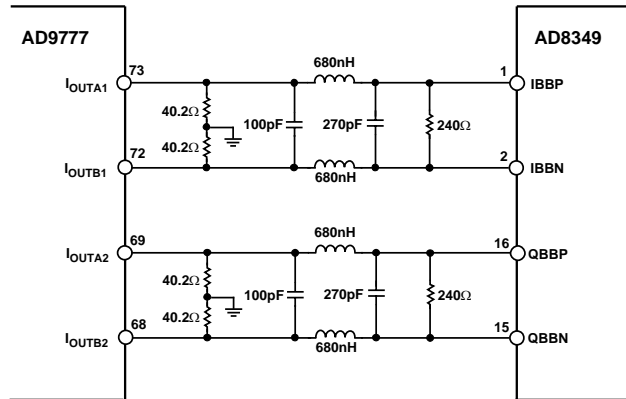 AD9777
AD8349
680nH
73
1
IOUTA1
IBBP
40.2Ω
100pF
270pF
240Ω
40.2Ω
72
2
IOUTB1
IBBN
680nH
680nH
69
16
IOUTA2
QBBP
40.2Ω
100pF
270pF
240Ω
40.2Ω
68
15
IOUTB2
QBBN
680nH